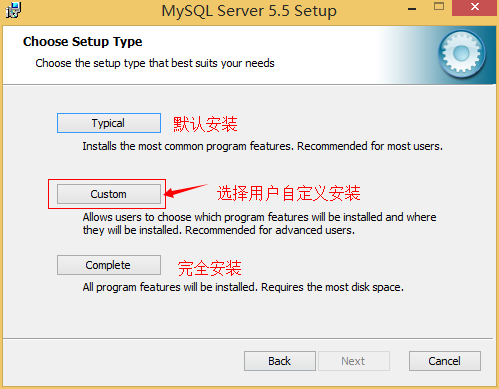 MySQL Server 5.5 Setup
Choose Setup Type
Choose the setup type that best suits your needs
Typical 默认安装
Installs the most common program features. Recommended for most users.
Custom 选择用户自定义安装
Allows users to choose which program features will be installed and where
they will be installed. Recommended for advanced users.
Complete 完全安装
All program features will be installed. Requires the most disk space.
Back Next Cancel